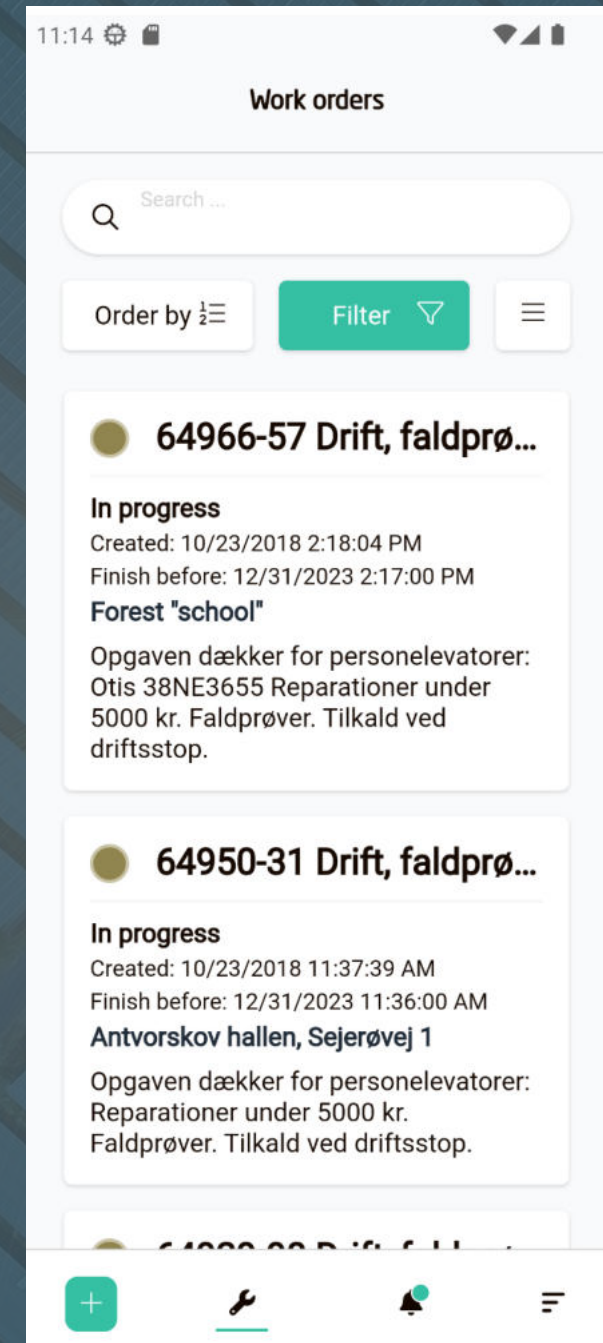 11:14
Work orders
Search ...
Order by
Filter
64966-57 Drift, faldprø...
In progress
Created: 10/23/2018 2:18:04 PM
Finish before: 12/31/2023 2:17:00 PM
Forest "school"
Opgaven dækker for personelevatorer:
Otis 38NE3655 Reparationer under
5000 kr. Faldprøver. Tilkald ved
driftsstop.
64950-31 Drift, faldprø...
In progress
Created: 10/23/2018 11:37:39 AM
Finish before: 12/31/2023 11:36:00 AM
Antvorskov hallen, Sejerøvej 1
Opgaven dækker for personelevatorer:
Reparationer under 5000 kr.
Faldprøver. Tilkald ved driftsstop.